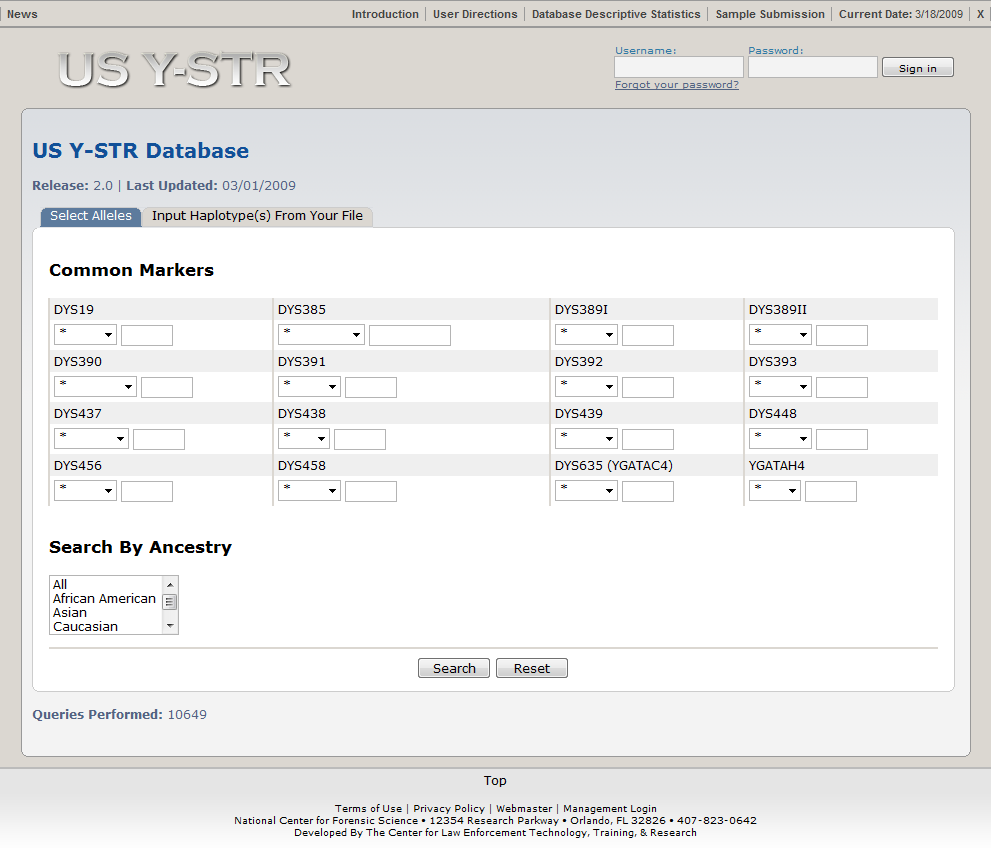 News Introduction | User Directions | Database Descriptive Statistics | Sample Submission | Current Date: 3/18/2009 | X
US Y-STR
Username: Password:
Sign in
Forgot your password?
US Y-STR Database
Release: 2.0 | Last Updated: 03/01/2009
Select Alleles Input Haplotype(s) From Your File
Common Markers
DYS19 DYS385 DYS389I DYS389II
* * * *
DYS390 DYS391 DYS392 DYS393
* * * *
DYS437 DYS438 DYS439 DYS448
* * * *
DYS456 DYS458 DYS635 (YGATAC4) YGATAH4
* * * *
Search By Ancestry
All
African American
Asian
Caucasian
Search Reset
Queries Performed: 10649
Top
Terms of Use | Privacy Policy | Webmaster | Management Login
National Center for Forensic Science • 12354 Research Parkway • Orlando, FL 32826 • 407-823-0642
Developed By The Center for Law Enforcement Technology, Training, & Research